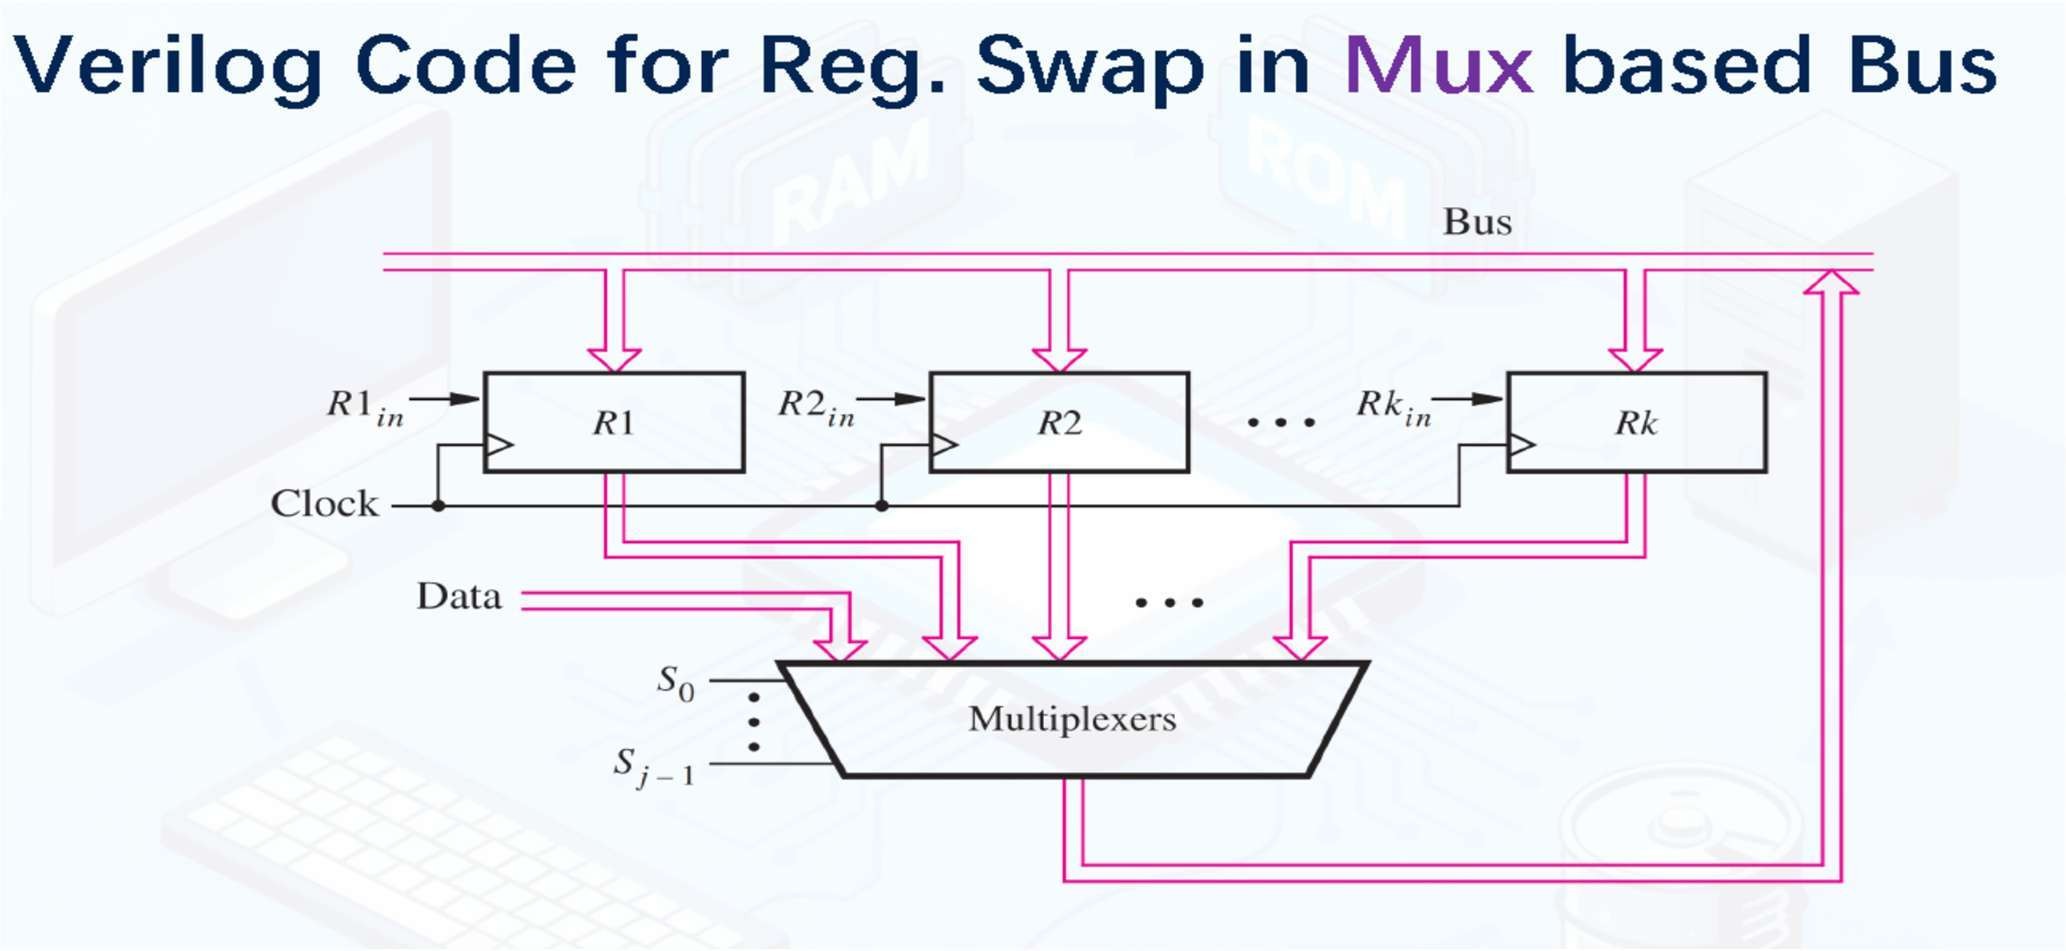 Verilog Code for Reg. Swap in Mux based Bus
RAM
ROM
Bus
R1in
R1
R2in
R2
• • •
Rkin
Rk
Clock
Data
• • •
S0
Multiplexers
Sj – 1